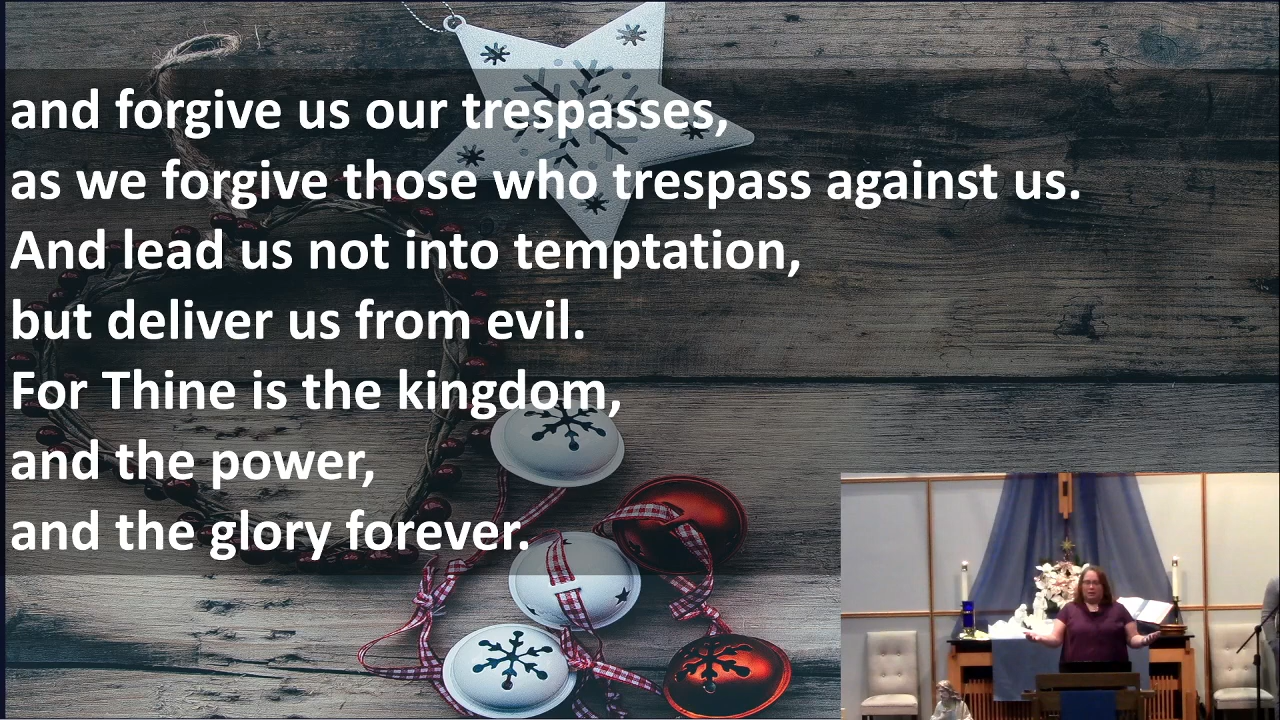 and forgive us our trespasses,
as we forgive those who trespass against us.
And lead us not into temptation,
but deliver us from evil.
For Thine is the kingdom,
and the power,
and the glory forever.